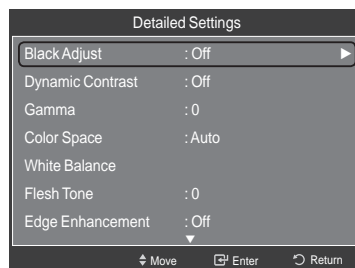 Detailed Settings
Black Adjust : Off
Dynamic Contrast : Off
Gamma : 0
Color Space : Auto
White Balance
Flesh Tone : 0
Edge Enhancement : Off
Move Enter Return